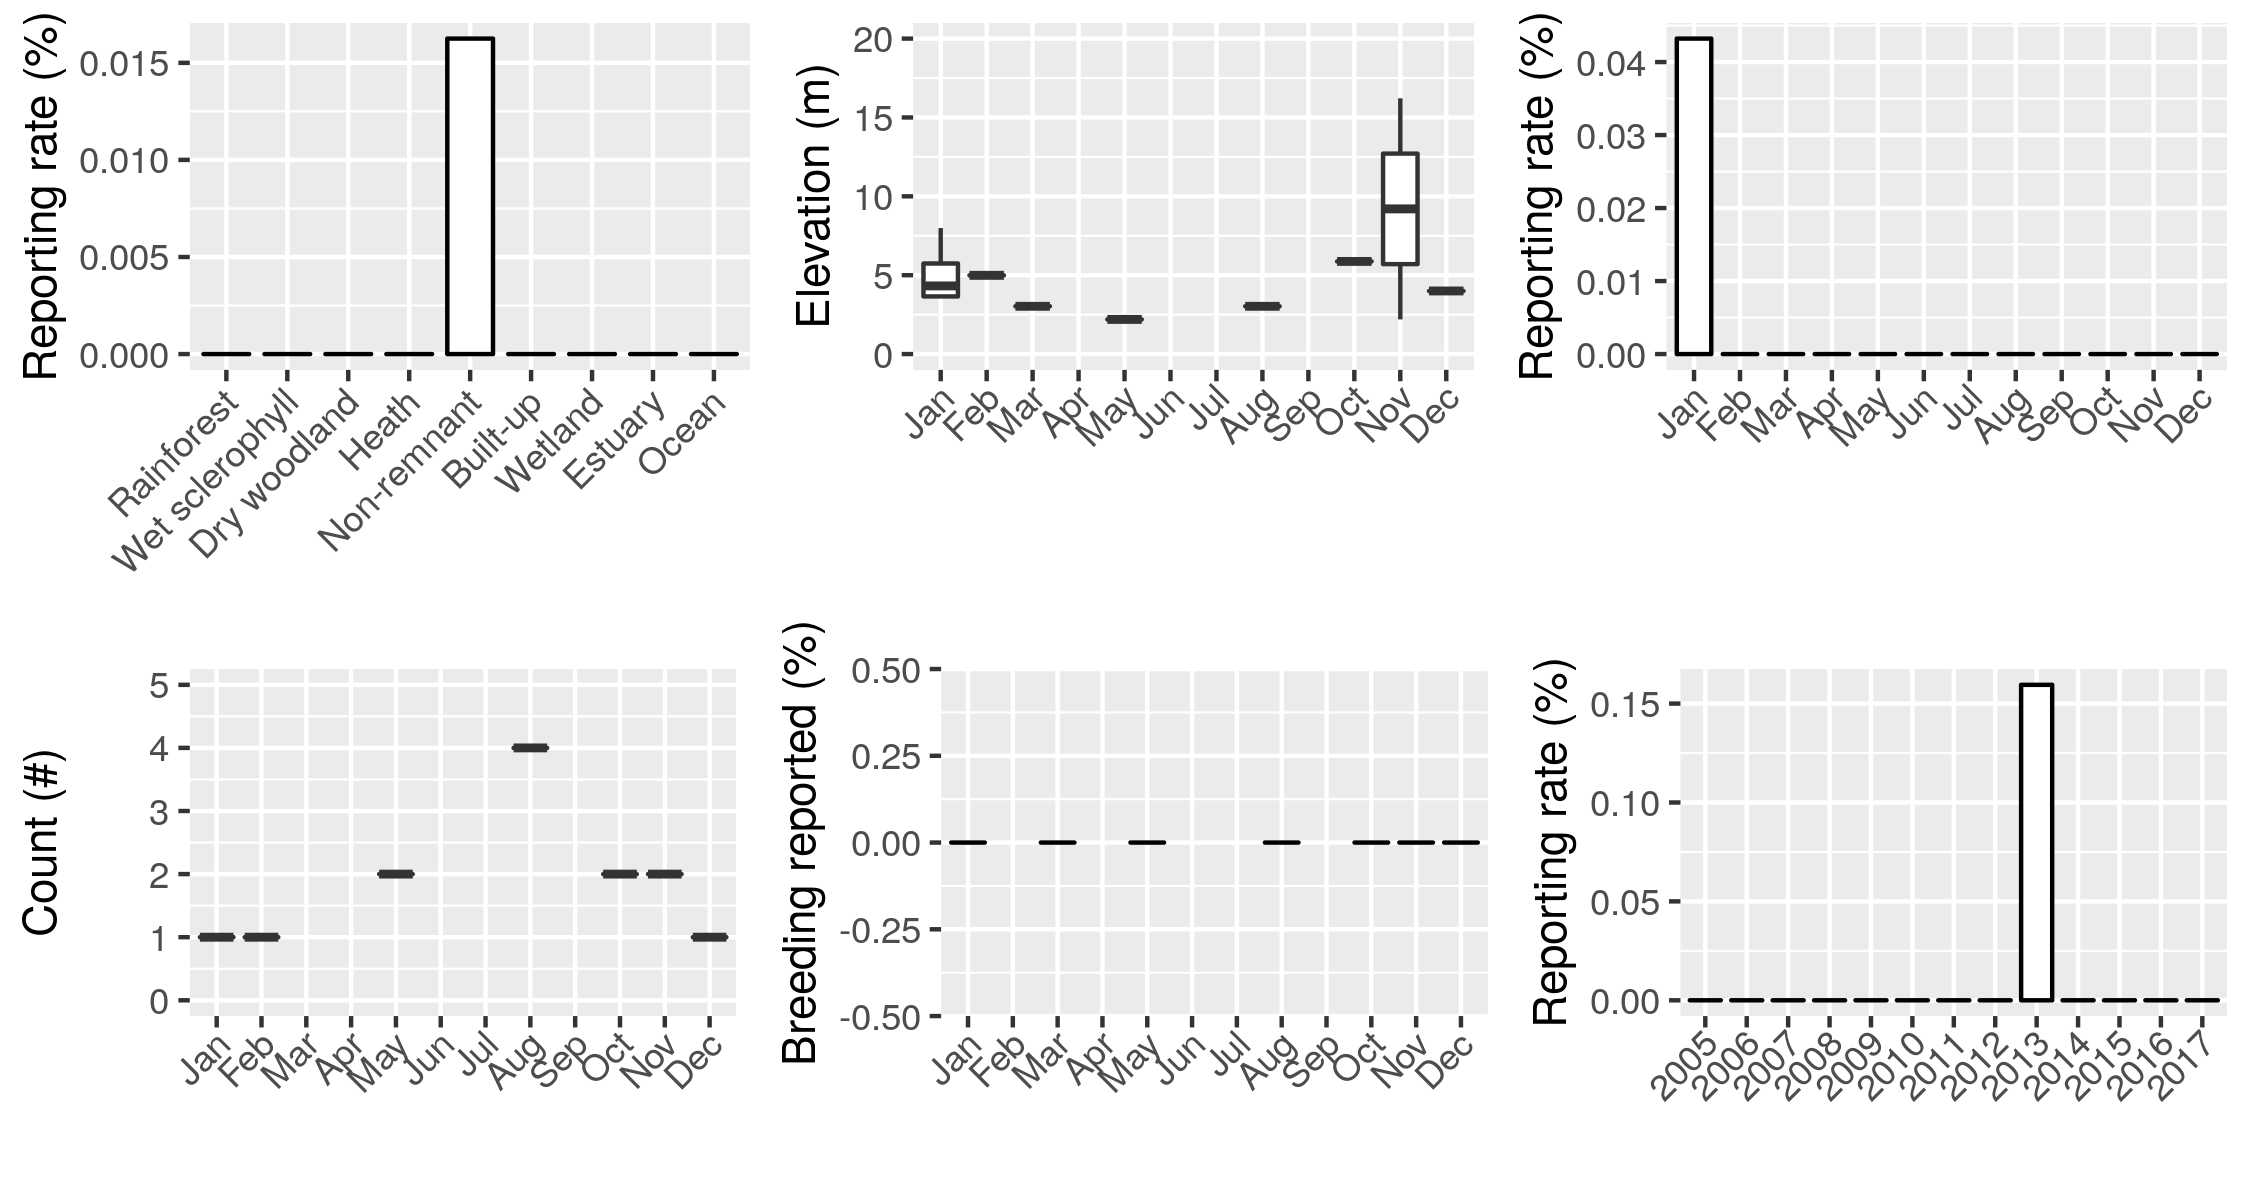 Reporting rate (%)
0.015
0.010
0.005
0.000
Rainforest
Wet sclerophyll
Dry woodland
Heath
Non-remnant
Built-up
Wetland
Estuary
Ocean
Elevation (m)
20
15
10
5
0
Jan
Feb
Mar
Apr
May
Jun
Jul
Aug
Sep
Oct
Nov
Dec
Reporting rate (%)
0.04
0.03
0.02
0.01
0.00
Jan
Feb
Mar
Apr
May
Jun
Jul
Aug
Sep
Oct
Nov
Dec
Count (#)
5
4
3
2
1
0
Jan
Feb
Mar
Apr
May
Jun
Jul
Aug
Sep
Oct
Nov
Dec
Breeding reported (%)
0.50
0.25
0.00
-0.25
-0.50
Jan
Feb
Mar
Apr
May
Jun
Jul
Aug
Sep
Oct
Nov
Dec
Reporting rate (%)
0.15
0.10
0.05
0.00
2005
2006
2007
2008
2009
2010
2011
2012
2013
2014
2015
2016
2017